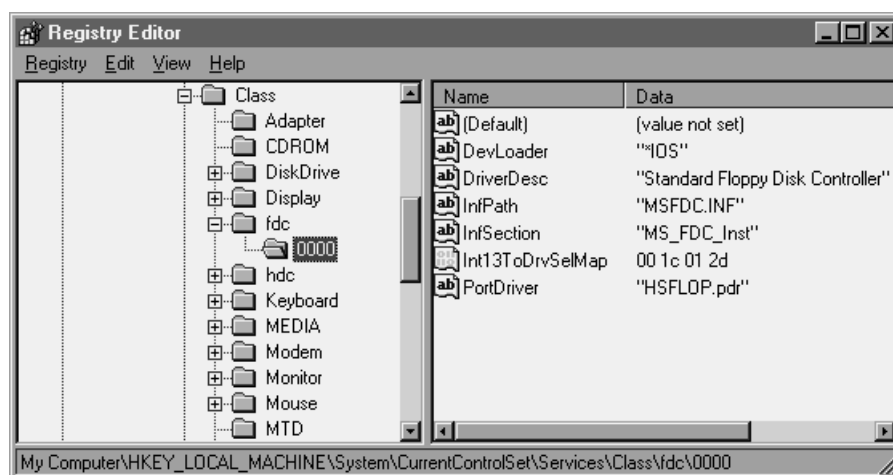 Registry Editor
Registry Edit View Help
Class
Adapter
CDROM
DiskDrive
Display
fdc
0000
hdc
Keyboard
MEDIA
Modem
Monitor
Mouse
MTD
Name Data
(Default) (value not set)
DevLoader "*IOS"
DriverDesc "Standard Floppy Disk Controller"
InfPath "MSFDC.INF"
InfSection "MS_FDC_Inst"
Int13ToDrvSelMap 00 1c 01 2d
PortDriver "HSFLOP.pdr"
My Computer\HKEY_LOCAL_MACHINE\System\CurrentControlSet\Services\Class\fdc\0000